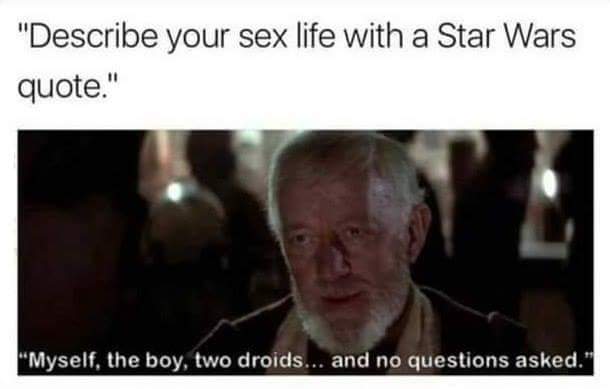 "Describe your sex life with a Star Wars
quote."
"Myself, the boy, two droids... and no questions asked."